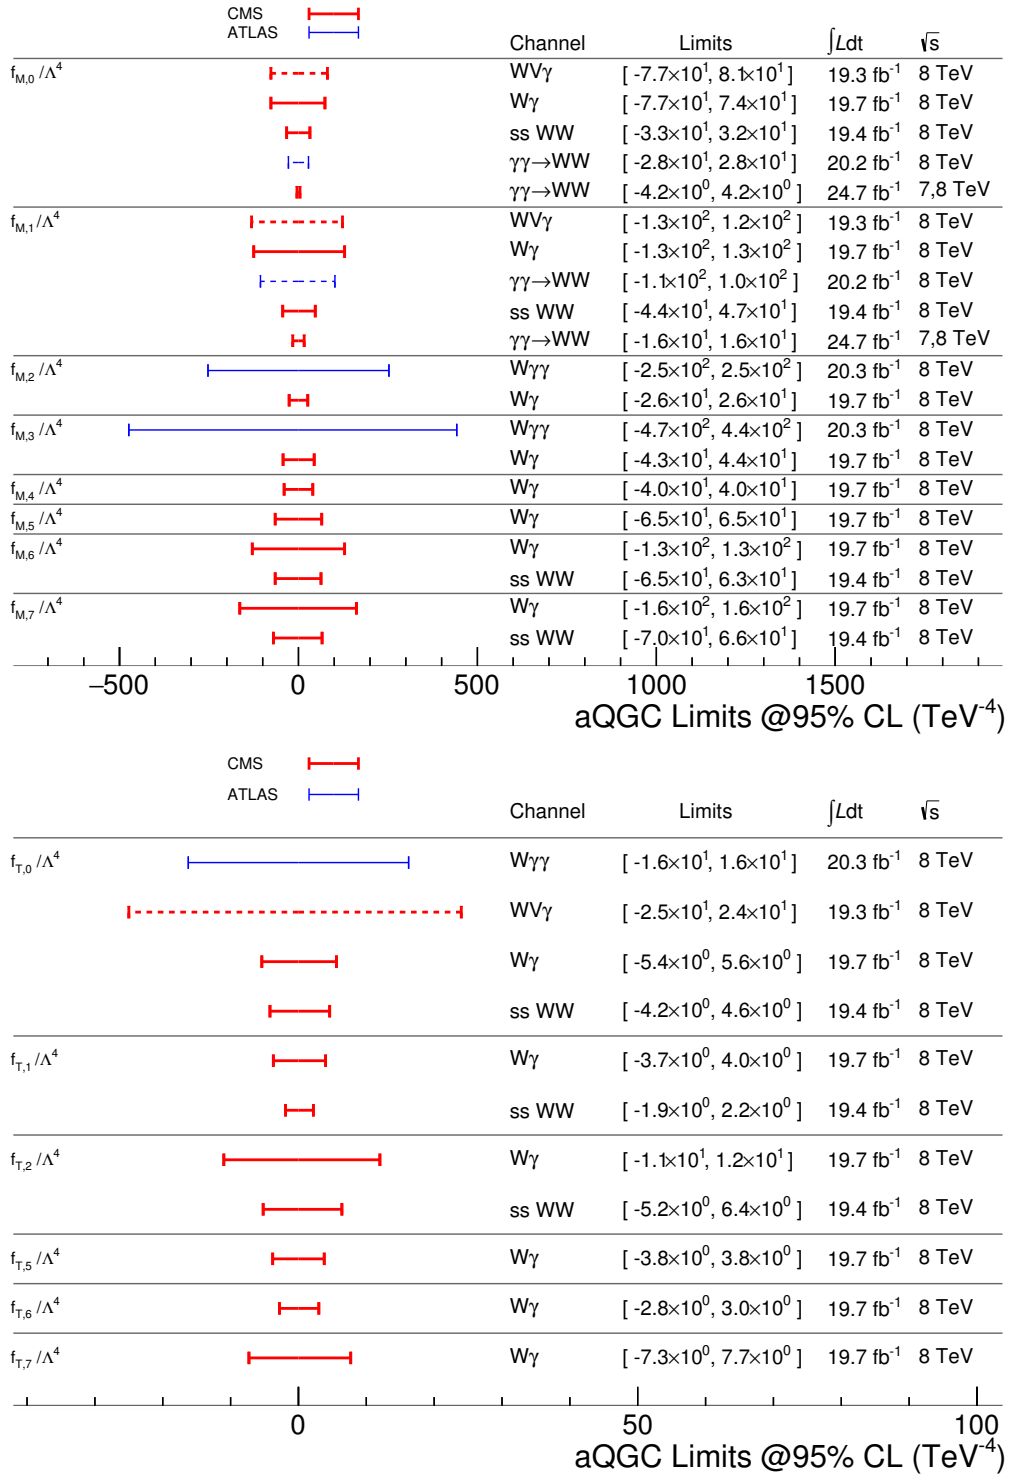 CMS
ATLAS
Channel Limits ∫Ldt √s
f_{M,0}/Λ^4 WVγ [ -7.7×10^1, 8.1×10^1] 19.3 fb^-1 8 TeV
Wγ [ -7.7×10^1, 7.4×10^1] 19.7 fb^-1 8 TeV
ss WW [ -3.3×10^1, 3.2×10^1] 19.4 fb^-1 8 TeV
γγ→WW [ -2.8×10^1, 2.8×10^1] 20.2 fb^-1 8 TeV
γγ→WW [ -4.2×10^0, 4.2×10^0] 24.7 fb^-1 7,8 TeV
f_{M,1}/Λ^4 WVγ [ -1.3×10^2, 1.2×10^2] 19.3 fb^-1 8 TeV
Wγ [ -1.3×10^2, 1.3×10^2] 19.7 fb^-1 8 TeV
γγ→WW [ -1.1×10^2, 1.0×10^2] 20.2 fb^-1 8 TeV
ss WW [ -4.4×10^1, 4.7×10^1] 19.4 fb^-1 8 TeV
γγ→WW [ -1.6×10^1, 1.6×10^1] 24.7 fb^-1 7,8 TeV
f_{M,2}/Λ^4 Wγγ [ -2.5×10^2, 2.5×10^2] 20.3 fb^-1 8 TeV
Wγ [ -2.6×10^1, 2.6×10^1] 19.7 fb^-1 8 TeV
f_{M,3}/Λ^4 Wγγ [ -4.7×10^2, 4.4×10^2] 20.3 fb^-1 8 TeV
Wγ [ -4.3×10^1, 4.4×10^1] 19.7 fb^-1 8 TeV
f_{M,4}/Λ^4 Wγ [ -4.0×10^1, 4.0×10^1] 19.7 fb^-1 8 TeV
f_{M,5}/Λ^4 Wγ [ -6.5×10^1, 6.5×10^1] 19.7 fb^-1 8 TeV
f_{M,6}/Λ^4 Wγ [ -1.3×10^2, 1.3×10^2] 19.7 fb^-1 8 TeV
ss WW [ -6.5×10^1, 6.3×10^1] 19.4 fb^-1 8 TeV
f_{M,7}/Λ^4 Wγ [ -1.6×10^2, 1.6×10^2] 19.7 fb^-1 8 TeV
ss WW [ -7.0×10^1, 6.6×10^1] 19.4 fb^-1 8 TeV
−500 0 500 1000 1500
aQGC Limits @95% CL (TeV^-4)
CMS
ATLAS
Channel Limits ∫Ldt √s
f_{T,0}/Λ^4 Wγγ [ -1.6×10^1, 1.6×10^1] 20.3 fb^-1 8 TeV
WVγ [ -2.5×10^1, 2.4×10^1] 19.3 fb^-1 8 TeV
Wγ [ -5.4×10^0, 5.6×10^0] 19.7 fb^-1 8 TeV
ss WW [ -4.2×10^0, 4.6×10^0] 19.4 fb^-1 8 TeV
f_{T,1}/Λ^4 Wγ [ -3.7×10^0, 4.0×10^0] 19.7 fb^-1 8 TeV
ss WW [ -1.9×10^0, 2.2×10^0] 19.4 fb^-1 8 TeV
f_{T,2}/Λ^4 Wγ [ -1.1×10^1, 1.2×10^1] 19.7 fb^-1 8 TeV
ss WW [ -5.2×10^0, 6.4×10^0] 19.4 fb^-1 8 TeV
f_{T,5}/Λ^4 Wγ [ -3.8×10^0, 3.8×10^0] 19.7 fb^-1 8 TeV
f_{T,6}/Λ^4 Wγ [ -2.8×10^0, 3.0×10^0] 19.7 fb^-1 8 TeV
f_{T,7}/Λ^4 Wγ [ -7.3×10^0, 7.7×10^0] 19.7 fb^-1 8 TeV
0 50 100
aQGC Limits @95% CL (TeV^-4)